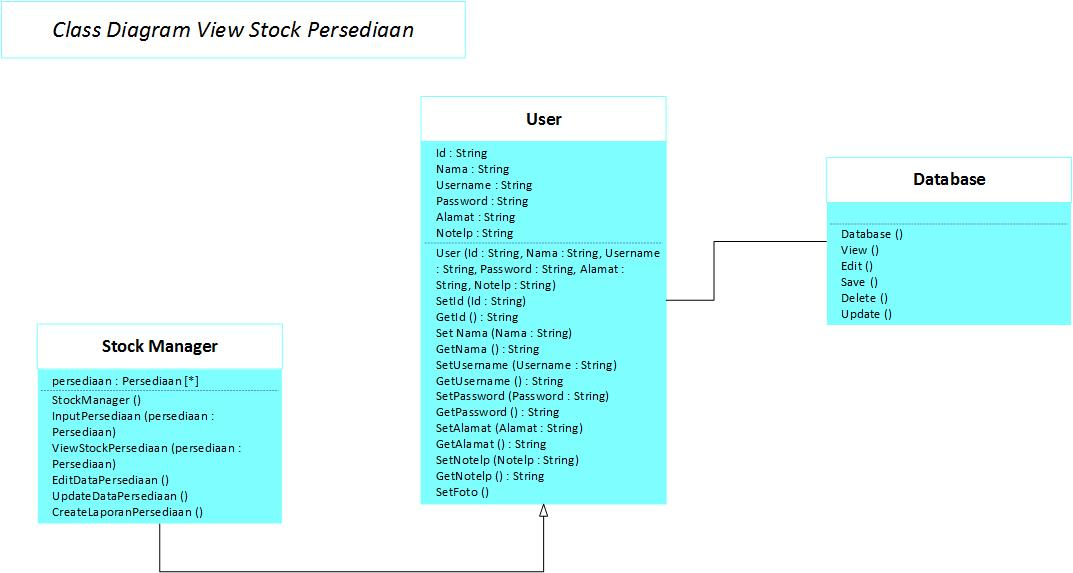 Class Diagram View Stock Persediaan
User
Id : String
Nama : String
Username : String
Password : String
Alamat : String
Notelp : String
User (Id : String, Nama : String, Username
: String, Password : String, Alamat :
String, Notelp : String)
SetId (Id : String)
GetId () : String
Set Nama (Nama : String)
GetNama () : String
SetUsername (Username : String)
GetUsername () : String
SetPassword (Password : String)
GetPassword () : String
SetAlamat (Alamat : String)
GetAlamat () : String
SetNotelp (Notelp : String)
GetNotelp () : String
SetFoto ()
Database
Database ()
View ()
Edit ()
Save ()
Delete ()
Update ()
Stock Manager
persediaan : Persediaan [*]
StockManager ()
InputPersediaan (persediaan :
Persediaan)
ViewStockPersediaan (persediaan :
Persediaan)
EditDataPersediaan ()
UpdateDataPersediaan ()
CreateLaporanPersediaan ()